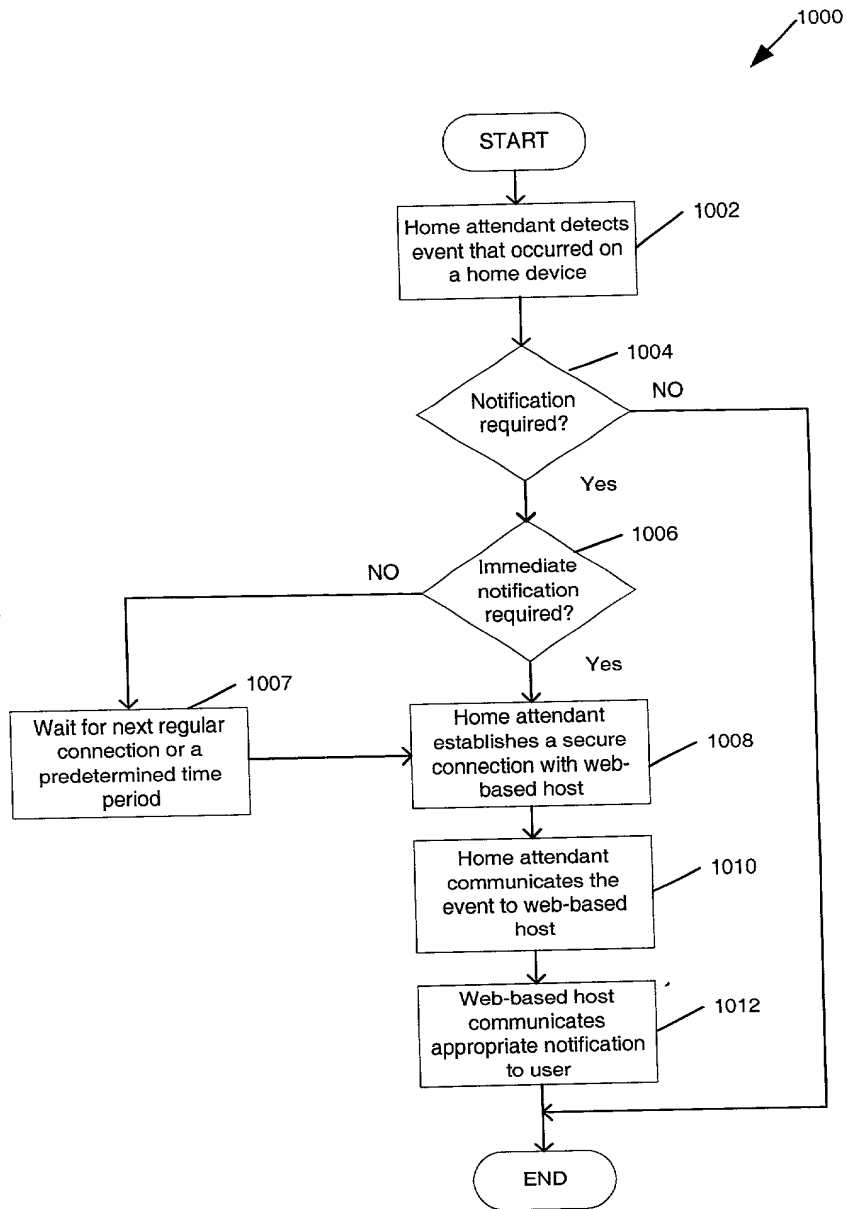 1000
START
Home attendant detects
event that occurred on
a home device
1002
1004
NO
Notification
required?
Yes
1006
NO
Immediate
notification
required?
Yes
1007
Wait for next regular
connection or a
predetermined time
period
Home attendant
establishes a secure
connection with web-
based host
1008
Home attendant
communicates the
event to web-based
host
1010
Web-based host
communicates
appropriate notification
to user
1012
END